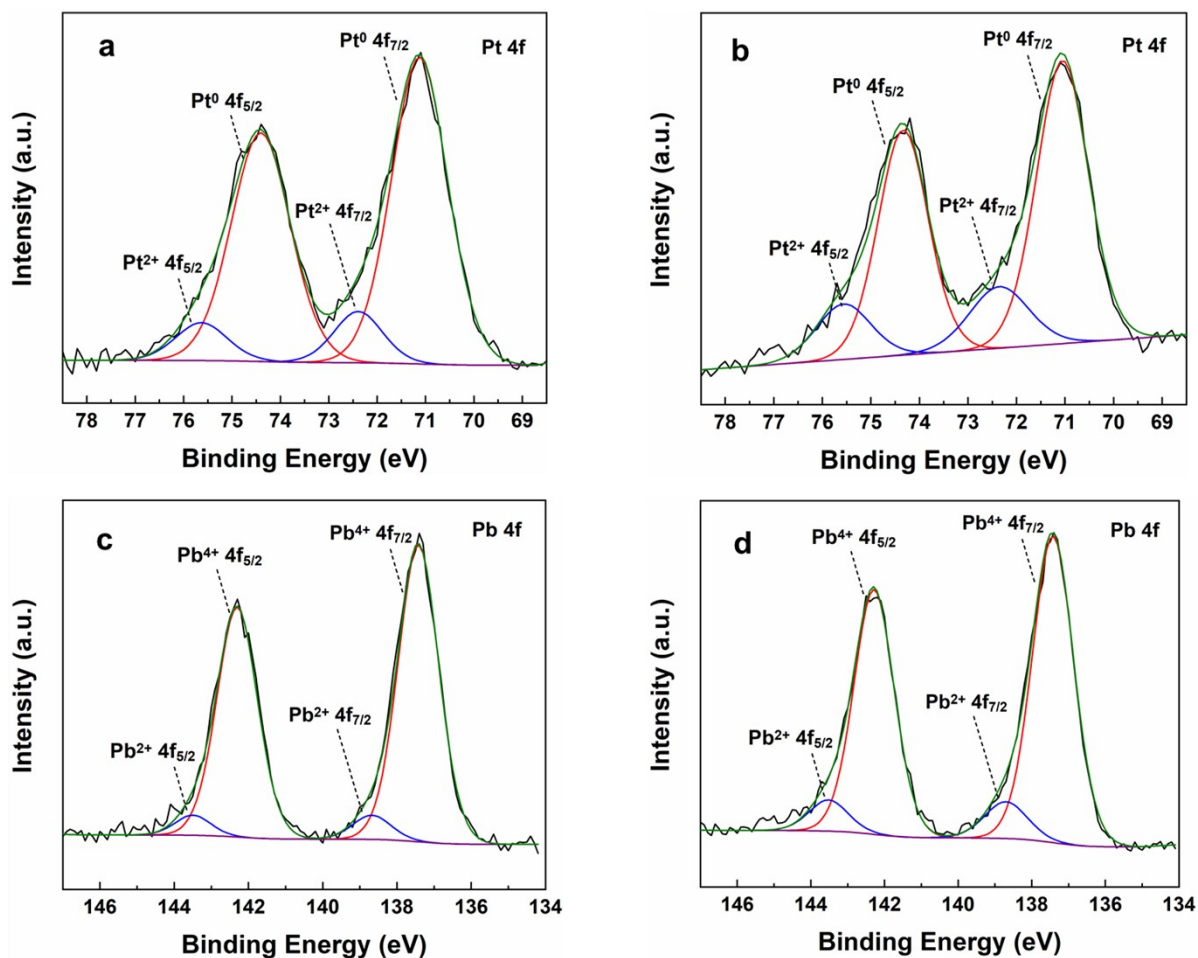 a
Pt 4f
Pt⁰ 4f₇/₂
Pt⁰ 4f₅/₂
Pt²⁺ 4f₇/₂
Pt²⁺ 4f₅/₂
Intensity (a.u.)
78 77 76 75 74 73 72 71 70 69
Binding Energy (eV)
b
Pt 4f
Pt⁰ 4f₇/₂
Pt⁰ 4f₅/₂
Pt²⁺ 4f₇/₂
Pt²⁺ 4f₅/₂
Intensity (a.u.)
78 77 76 75 74 73 72 71 70 69
Binding Energy (eV)
c
Pb 4f
Pb⁴⁺ 4f₇/₂
Pb⁴⁺ 4f₅/₂
Pb²⁺ 4f₇/₂
Pb²⁺ 4f₅/₂
Intensity (a.u.)
146 144 142 140 138 136 134
Binding Energy (eV)
d
Pb 4f
Pb⁴⁺ 4f₇/₂
Pb⁴⁺ 4f₅/₂
Pb²⁺ 4f₇/₂
Pb²⁺ 4f₅/₂
Intensity (a.u.)
146 144 142 140 138 136 134
Binding Energy (eV)